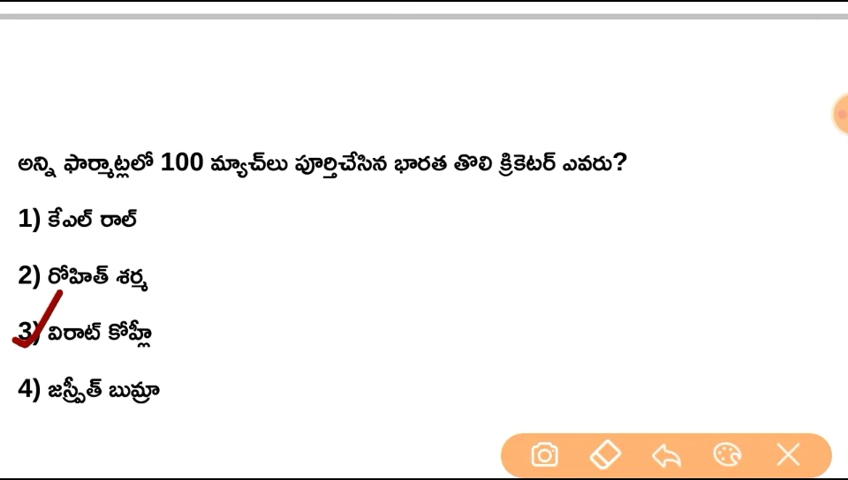 అన్ని ఫార్మాట్లలో 100 మ్యాచ్‌లు పూర్తిచేసిన భారత తొలి క్రికెటర్ ఎవరు?
1) కేఎల్ రాల్
2) రోహిత్ శర్మ
3) విరాట్ కోహ్లీ
4) జస్ప్రీత్ బుమ్రా